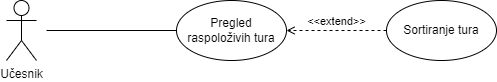 Pregled
raspoloživih tura
<<extend>>
Sortiranje tura
Učesnik